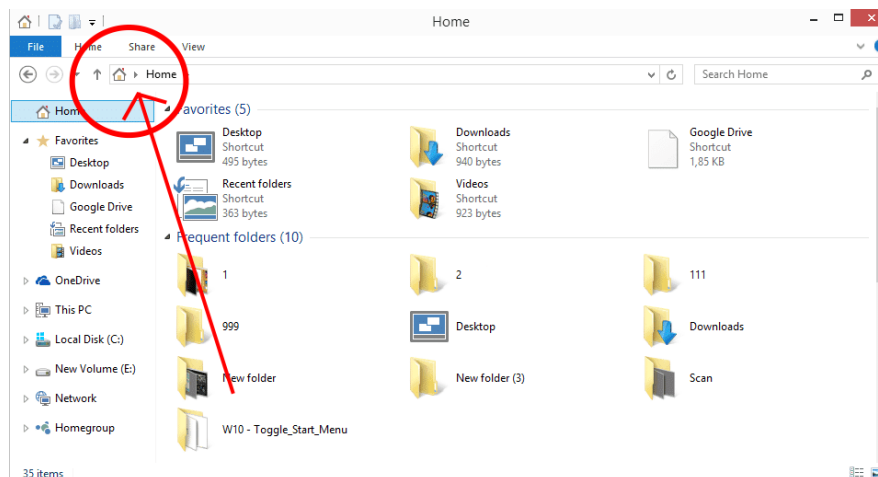 Home
File Home Share View
Home
Search Home
Home
Favorites
Desktop
Downloads
Google Drive
Recent folders
Videos
OneDrive
This PC
Local Disk (C:)
New Volume (E:)
Network
Homegroup
Favorites (5)
Desktop
Shortcut
495 bytes
Downloads
Shortcut
940 bytes
Google Drive
Shortcut
1,85 KB
Recent folders
Shortcut
363 bytes
Videos
Shortcut
923 bytes
Frequent folders (10)
1
2
111
999
Desktop
Downloads
New folder
New folder (3)
Scan
W10 - Toggle_Start_Menu
35 items